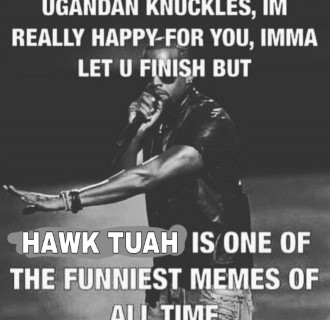 UGANDAN KNUCKLES, IM
REALLY HAPPY FOR YOU, IMMA
LET U FINISH BUT
HAWK TUAH IS ONE OF
THE FUNNIEST MEMES OF
ALL TIME